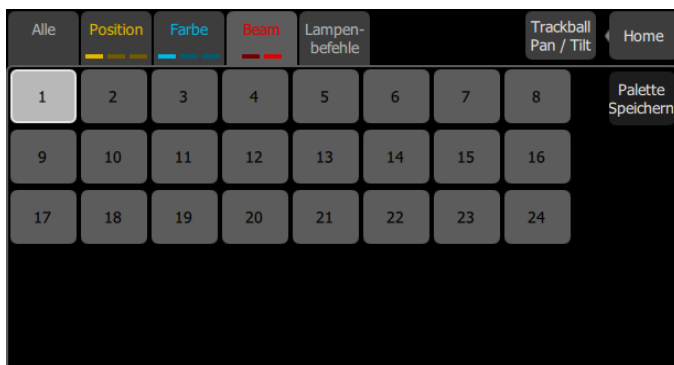 Alle
Position
Farbe
Beam
Lampen-
befehle
Trackball
Pan / Tilt
Home
1 2 3 4 5 6 7 8
Palette
Speichern
9 10 11 12 13 14 15 16
17 18 19 20 21 22 23 24